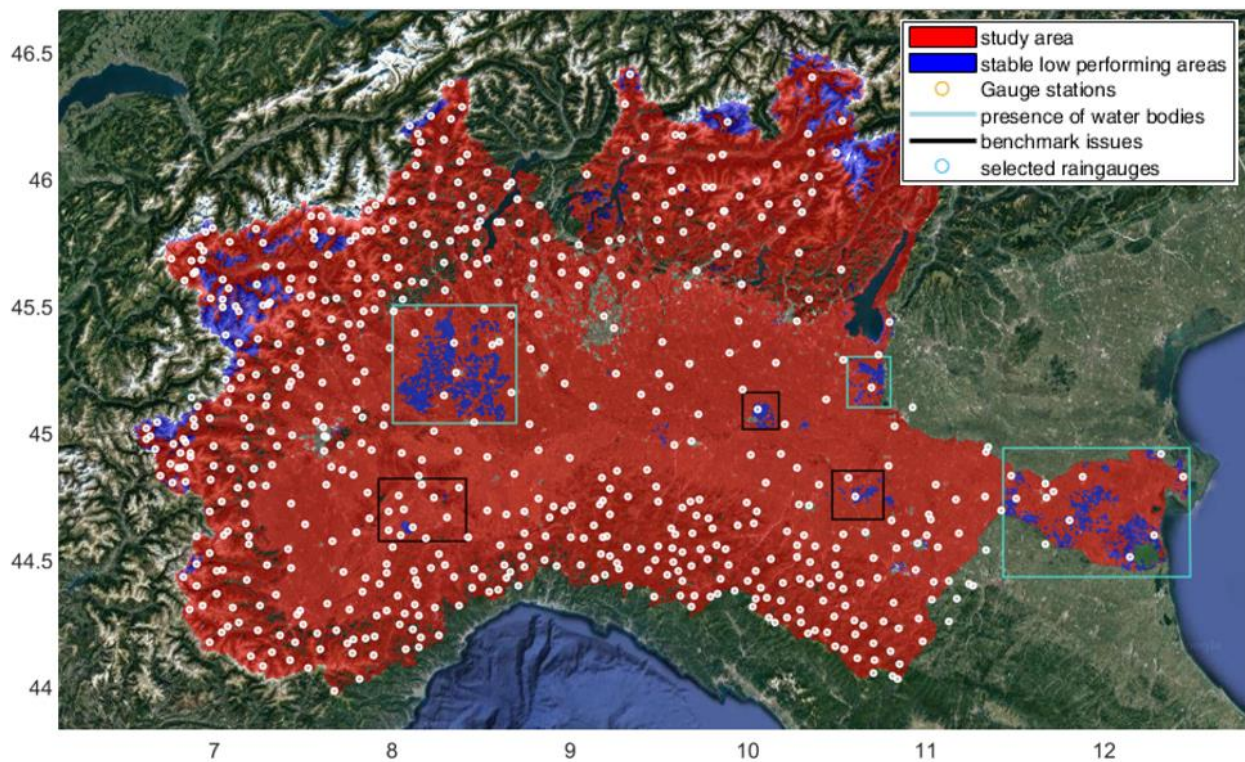 study area
stable low performing areas
Gauge stations
presence of water bodies
benchmark issues
selected raingauges
46.5
46
45.5
45
44.5
44
7 8 9 10 11 12